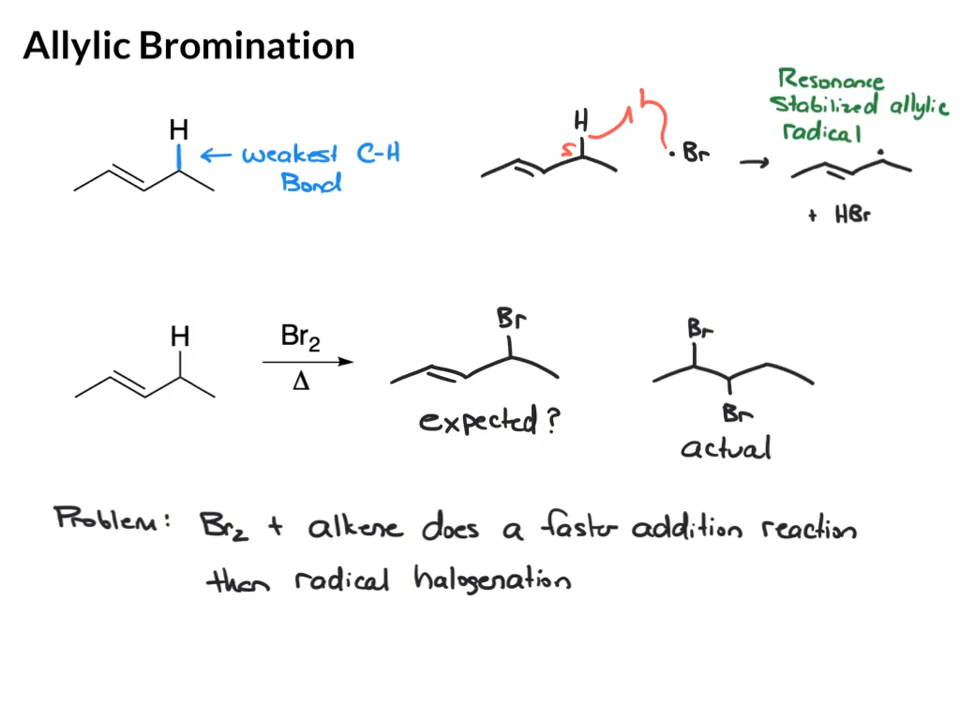 Allylic Bromination
H
← weakest C-H
Bond
H
·Br
→
Resonance
Stabilized allylic
radical
+ HBr
H
Br₂
Δ
Br
expected?
Br
Br
actual
Problem: Br₂ + alkene does a faster addition reaction
then radical halogenation